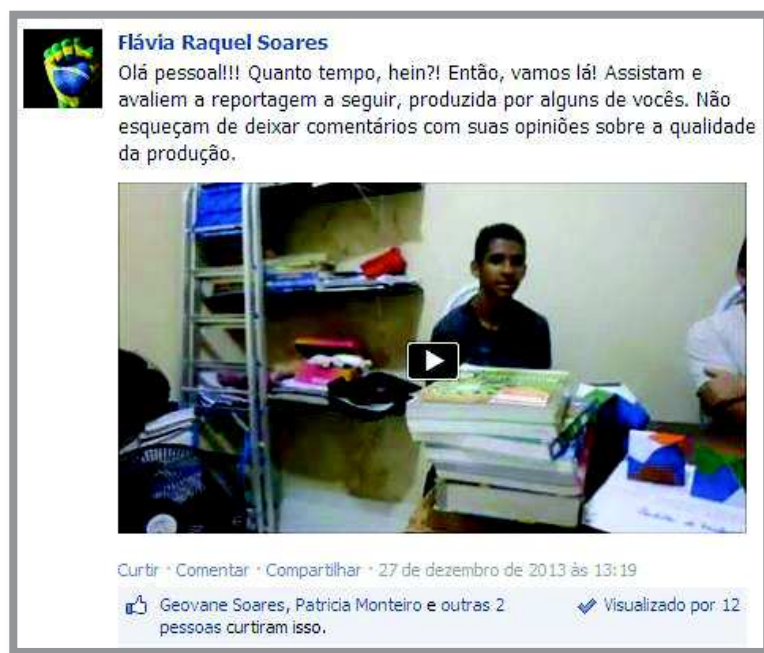 Flávia Raquel Soares
Olá pessoal!!! Quanto tempo, hein?! Então, vamos lá! Assistam e
avaliem a reportagem a seguir, produzida por alguns de vocês. Não
esqueçam de deixar comentários com suas opiniões sobre a qualidade
da produção.
Curtir · Comentar · Compartilhar · 27 de dezembro de 2013 às 13:19
Geovane Soares, Patricia Monteiro e outras 2
pessoas curtiram isso.
Visualizado por 12